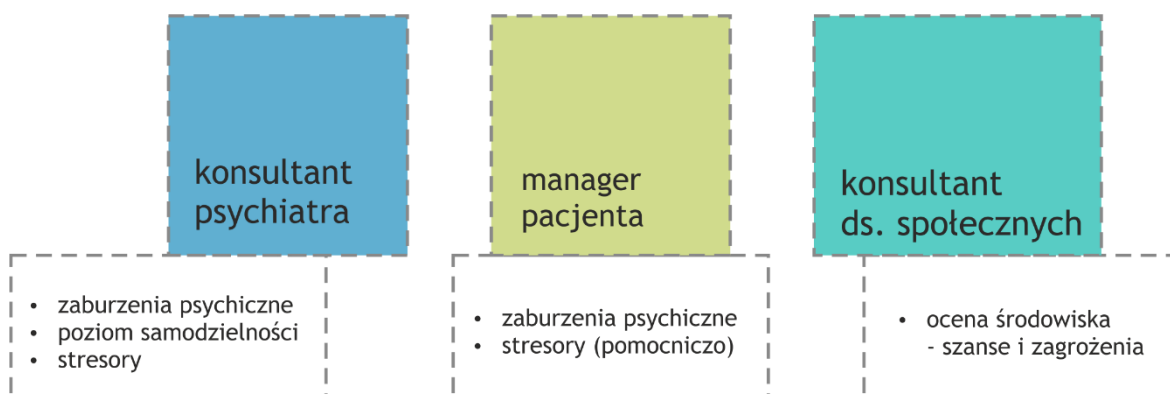 konsultant
psychiatra
manager
pacjenta
konsultant
ds. społecznych
• zaburzenia psychiczne
• poziom samodzielności
• stresory
• zaburzenia psychiczne
• stresory (pomocniczo)
• ocena środowiska
- szanse i zagrożenia